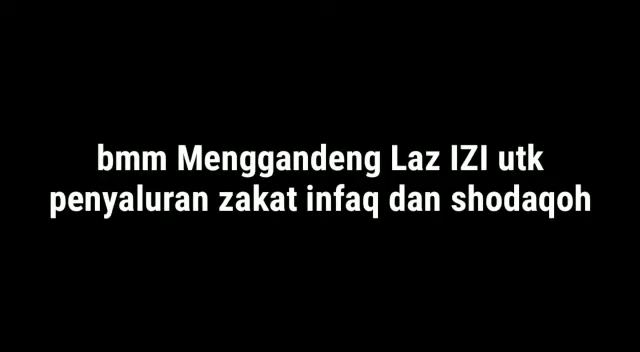 bmm Menggandeng Laz IZI utk
penyaluran zakat infaq dan shodaqoh